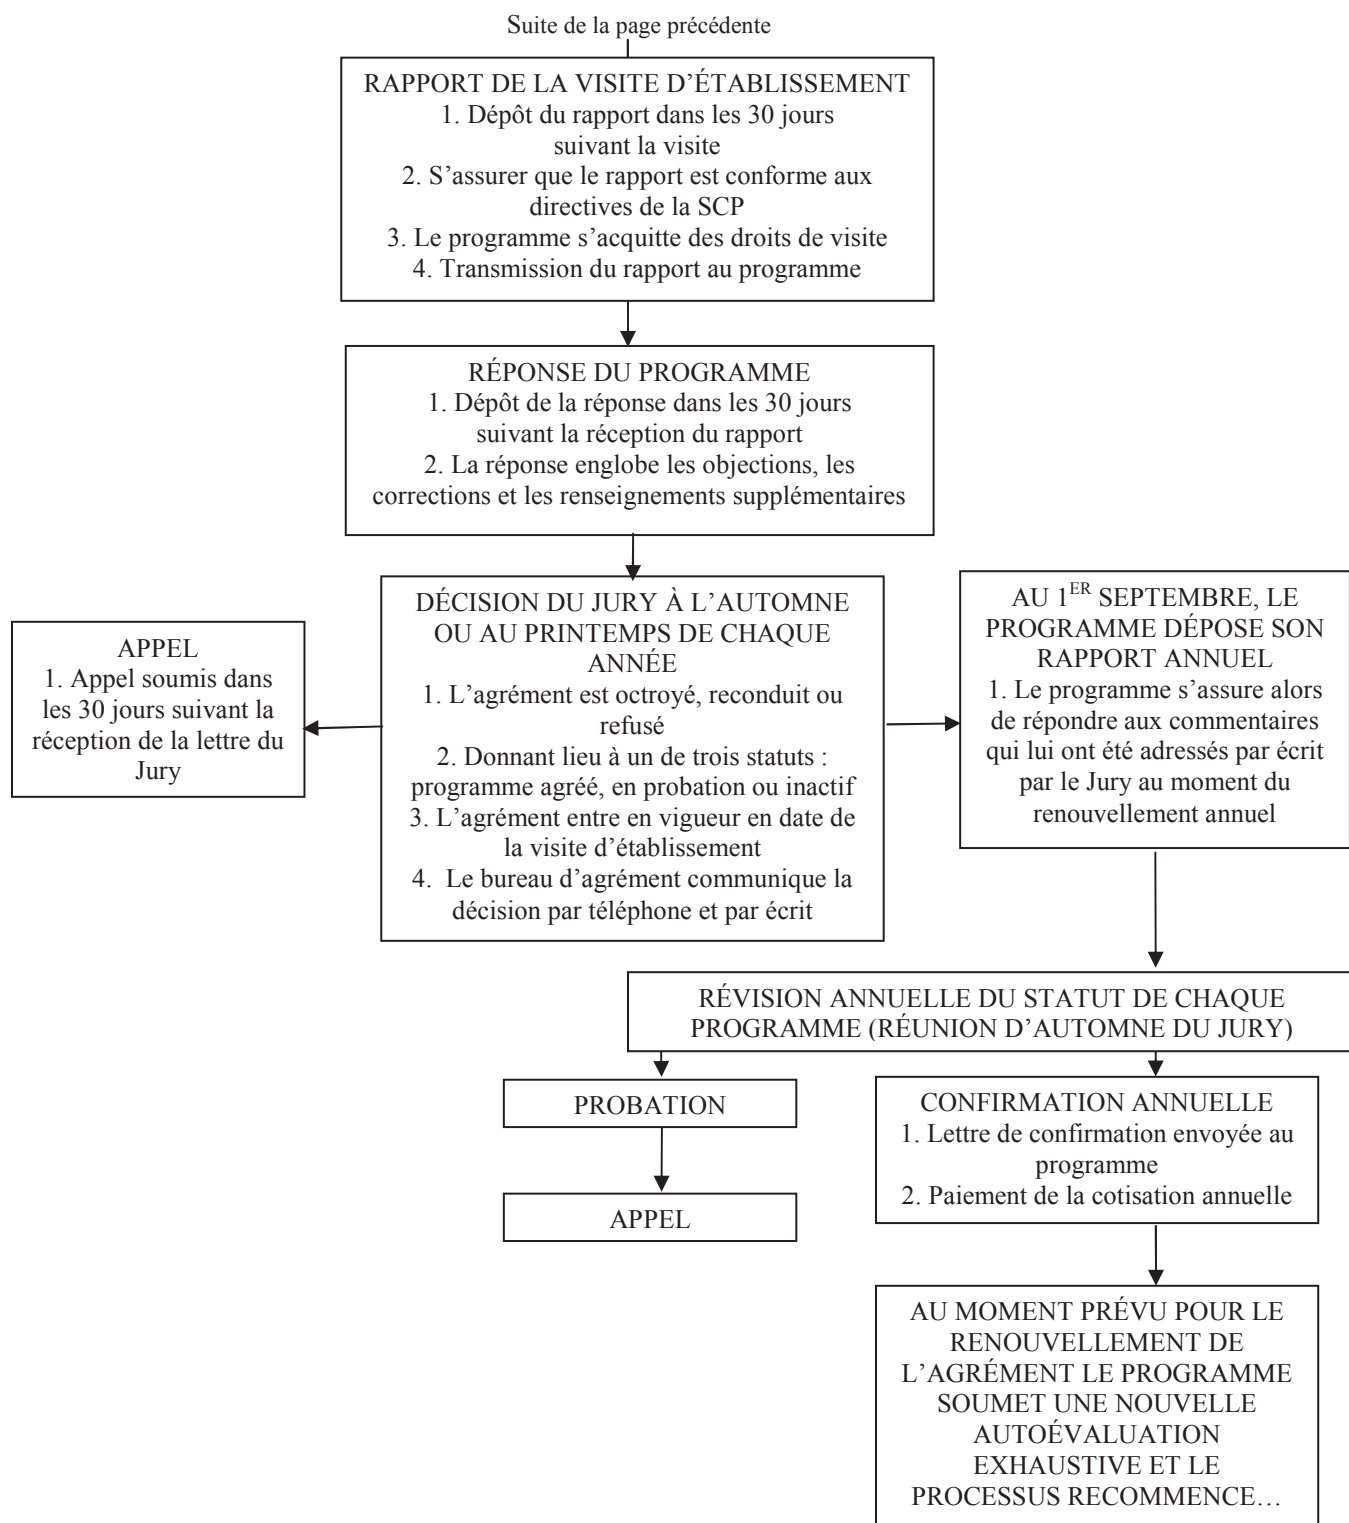 Suite de la page précédente
RAPPORT DE LA VISITE D’ÉTABLISSEMENT
1. Dépôt du rapport dans les 30 jours
suivant la visite
2. S’assurer que le rapport est conforme aux
directives de la SCP
3. Le programme s’acquitte des droits de visite
4. Transmission du rapport au programme
RÉPONSE DU PROGRAMME
1. Dépôt de la réponse dans les 30 jours
suivant la réception du rapport
2. La réponse englobe les objections, les
corrections et les renseignements supplémentaires
APPEL
1. Appel soumis dans
les 30 jours suivant la
réception de la lettre du
Jury
DÉCISION DU JURY À L’AUTOMNE
OU AU PRINTEMPS DE CHAQUE
ANNÉE
1. L’agrément est octroyé, reconduit ou
refusé
2. Donnant lieu à un de trois statuts :
programme agréé, en probation ou inactif
3. L’agrément entre en vigueur en date de
la visite d’établissement
4. Le bureau d’agrément communique la
décision par téléphone et par écrit
AU 1ER SEPTEMBRE, LE
PROGRAMME DÉPOSE SON
RAPPORT ANNUEL
1. Le programme s’assure alors
de répondre aux commentaires
qui lui ont été adressés par écrit
par le Jury au moment du
renouvellement annuel
RÉVISION ANNUELLE DU STATUT DE CHAQUE
PROGRAMME (RÉUNION D’AUTOMNE DU JURY)
PROBATION
APPEL
CONFIRMATION ANNUELLE
1. Lettre de confirmation envoyée au
programme
2. Paiement de la cotisation annuelle
AU MOMENT PRÉVU POUR LE
RENOUVELLEMENT DE
L’AGRÉMENT LE PROGRAMME
SOUMET UNE NOUVELLE
AUTOÉVALUATION
EXHAUSTIVE ET LE
PROCESSUS RECOMMENCE…